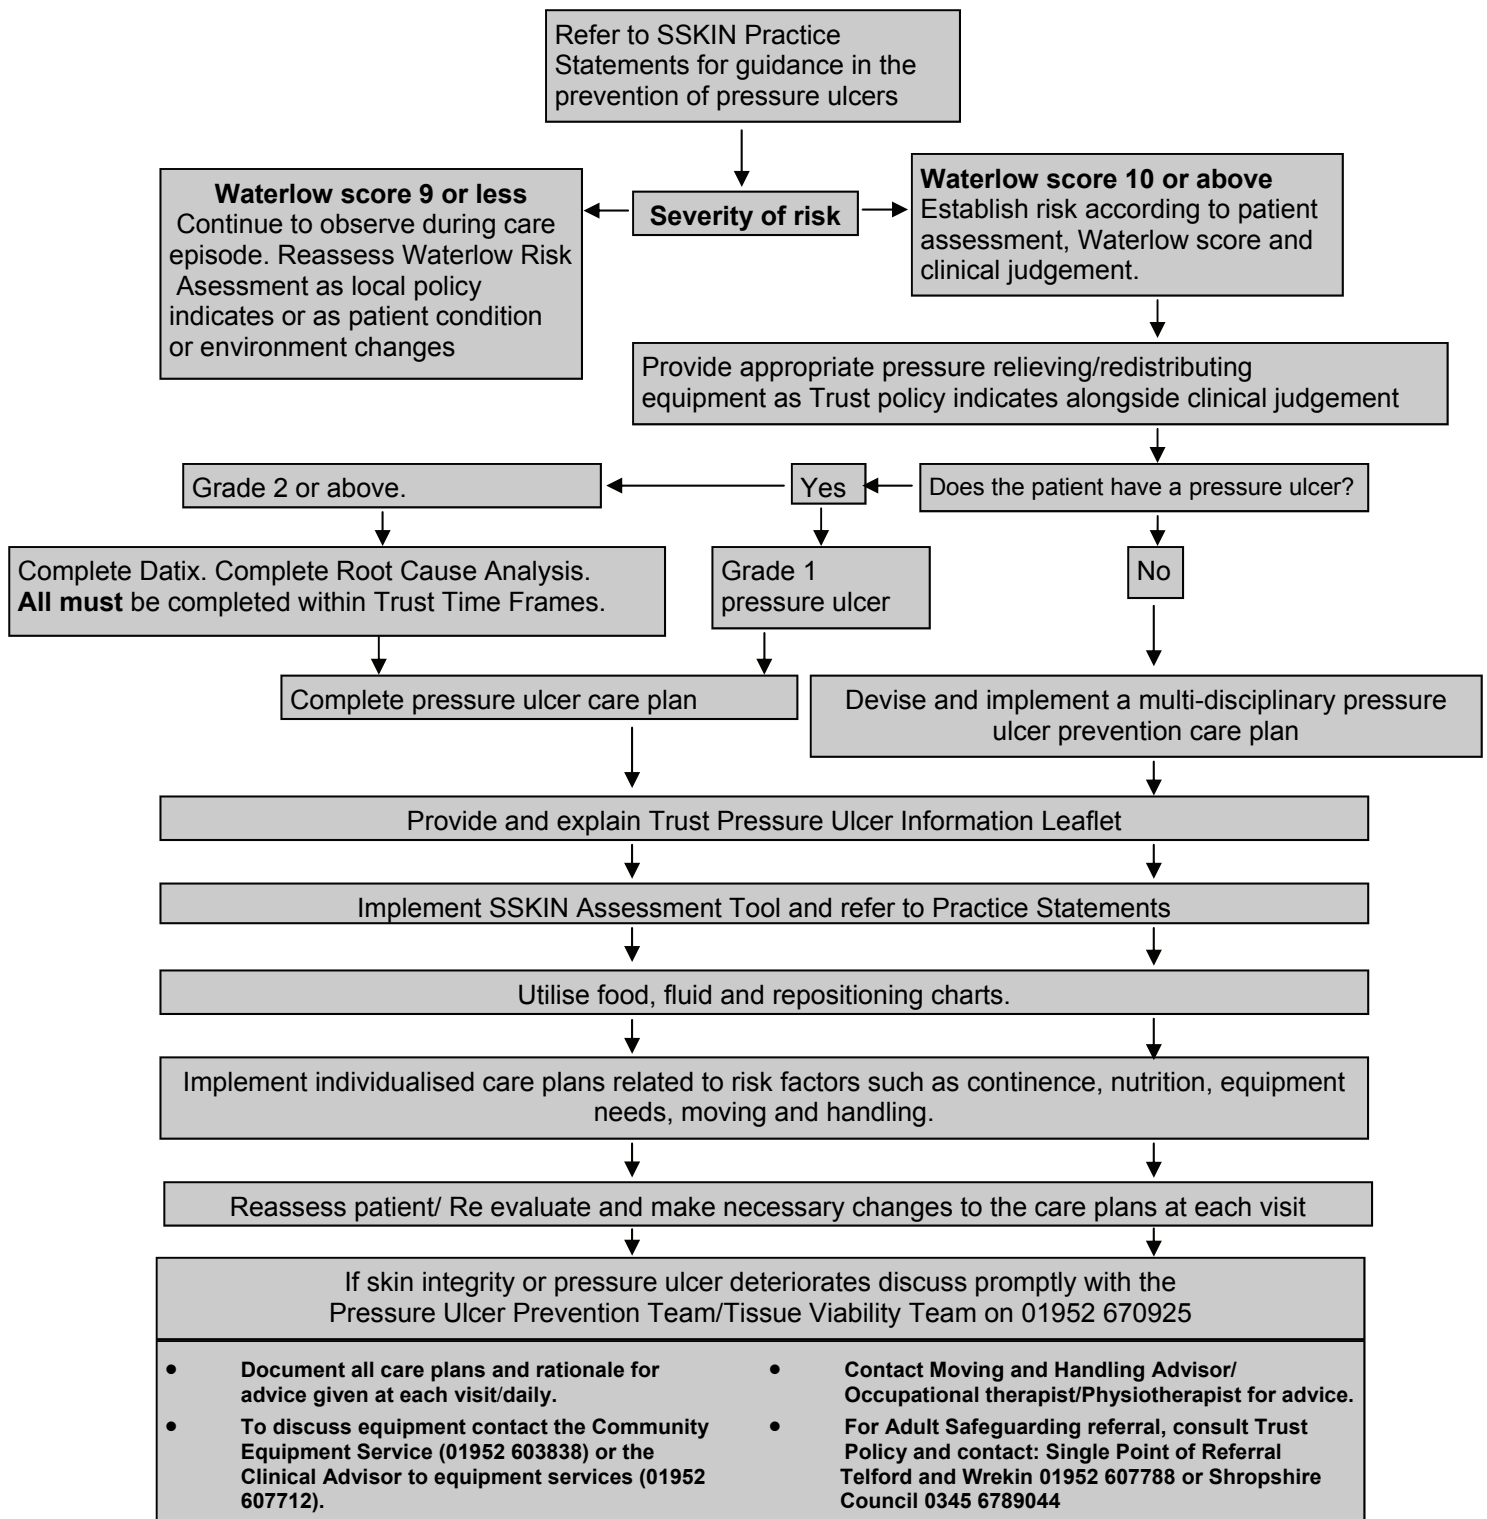 Refer to SSKIN Practice
Statements for guidance in the
prevention of pressure ulcers
Waterlow score 9 or less
Continue to observe during care
episode. Reassess Waterlow Risk
Asessment as local policy
indicates or as patient condition
or environment changes
Severity of risk
Waterlow score 10 or above
Establish risk according to patient
assessment, Waterlow score and
clinical judgement.
Provide appropriate pressure relieving/redistributing
equipment as Trust policy indicates alongside clinical judgement
Does the patient have a pressure ulcer?
Yes
Grade 2 or above.
Complete Datix. Complete Root Cause Analysis.
All must be completed within Trust Time Frames.
Grade 1
pressure ulcer
No
Complete pressure ulcer care plan
Devise and implement a multi-disciplinary pressure
ulcer prevention care plan
Provide and explain Trust Pressure Ulcer Information Leaflet
Implement SSKIN Assessment Tool and refer to Practice Statements
Utilise food, fluid and repositioning charts.
Implement individualised care plans related to risk factors such as continence, nutrition, equipment
needs, moving and handling.
Reassess patient/ Re evaluate and make necessary changes to the care plans at each visit
If skin integrity or pressure ulcer deteriorates discuss promptly with the
Pressure Ulcer Prevention Team/Tissue Viability Team on 01952 670925
• Document all care plans and rationale for
advice given at each visit/daily.
• To discuss equipment contact the Community
Equipment Service (01952 603838) or the
Clinical Advisor to equipment services (01952
607712).
• Contact Moving and Handling Advisor/
Occupational therapist/Physiotherapist for advice.
• For Adult Safeguarding referral, consult Trust
Policy and contact: Single Point of Referral
Telford and Wrekin 01952 607788 or Shropshire
Council 0345 6789044